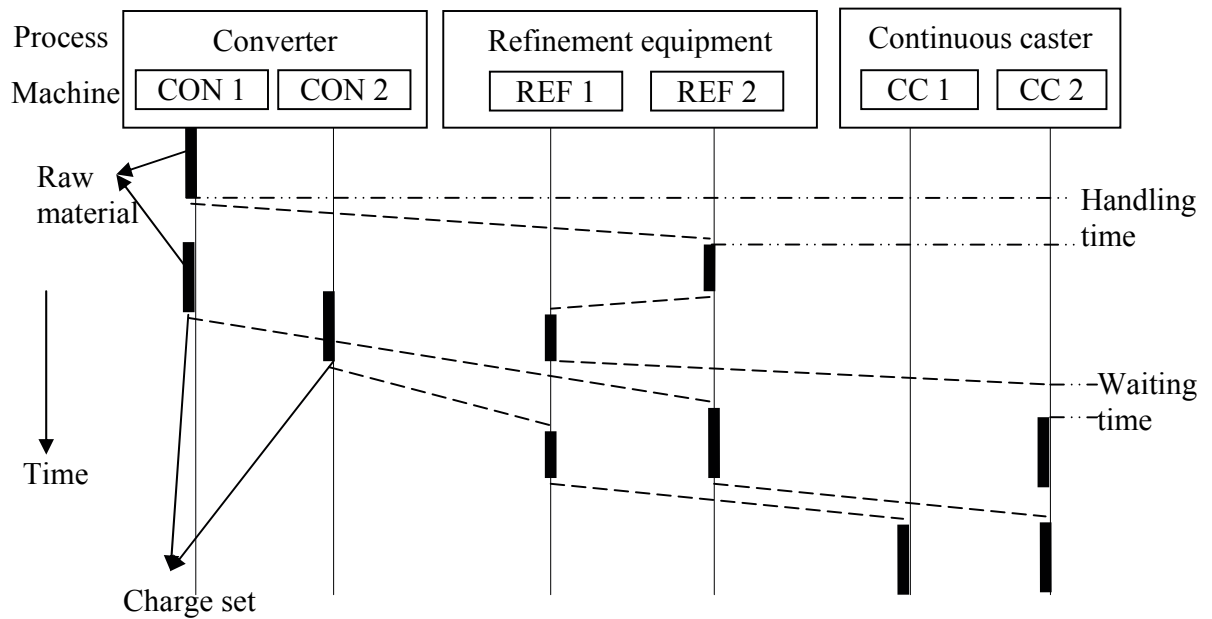 Process
Converter
Refinement equipment
Continuous caster
Machine
CON 1
CON 2
REF 1
REF 2
CC 1
CC 2
Raw
material
Handling
time
Waiting
time
Time
Charge set